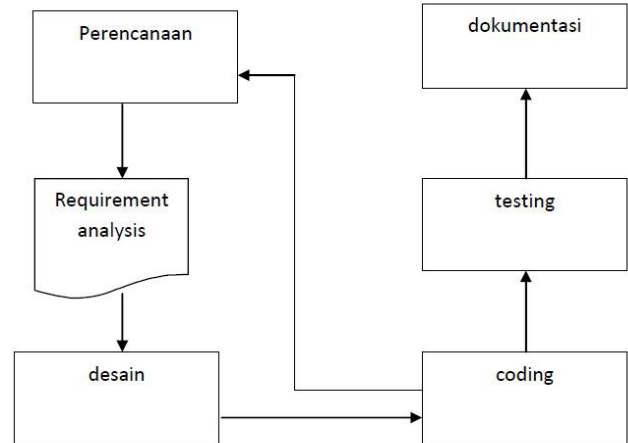 Perencanaan
Requirement
analysis
desain
coding
testing
dokumentasi